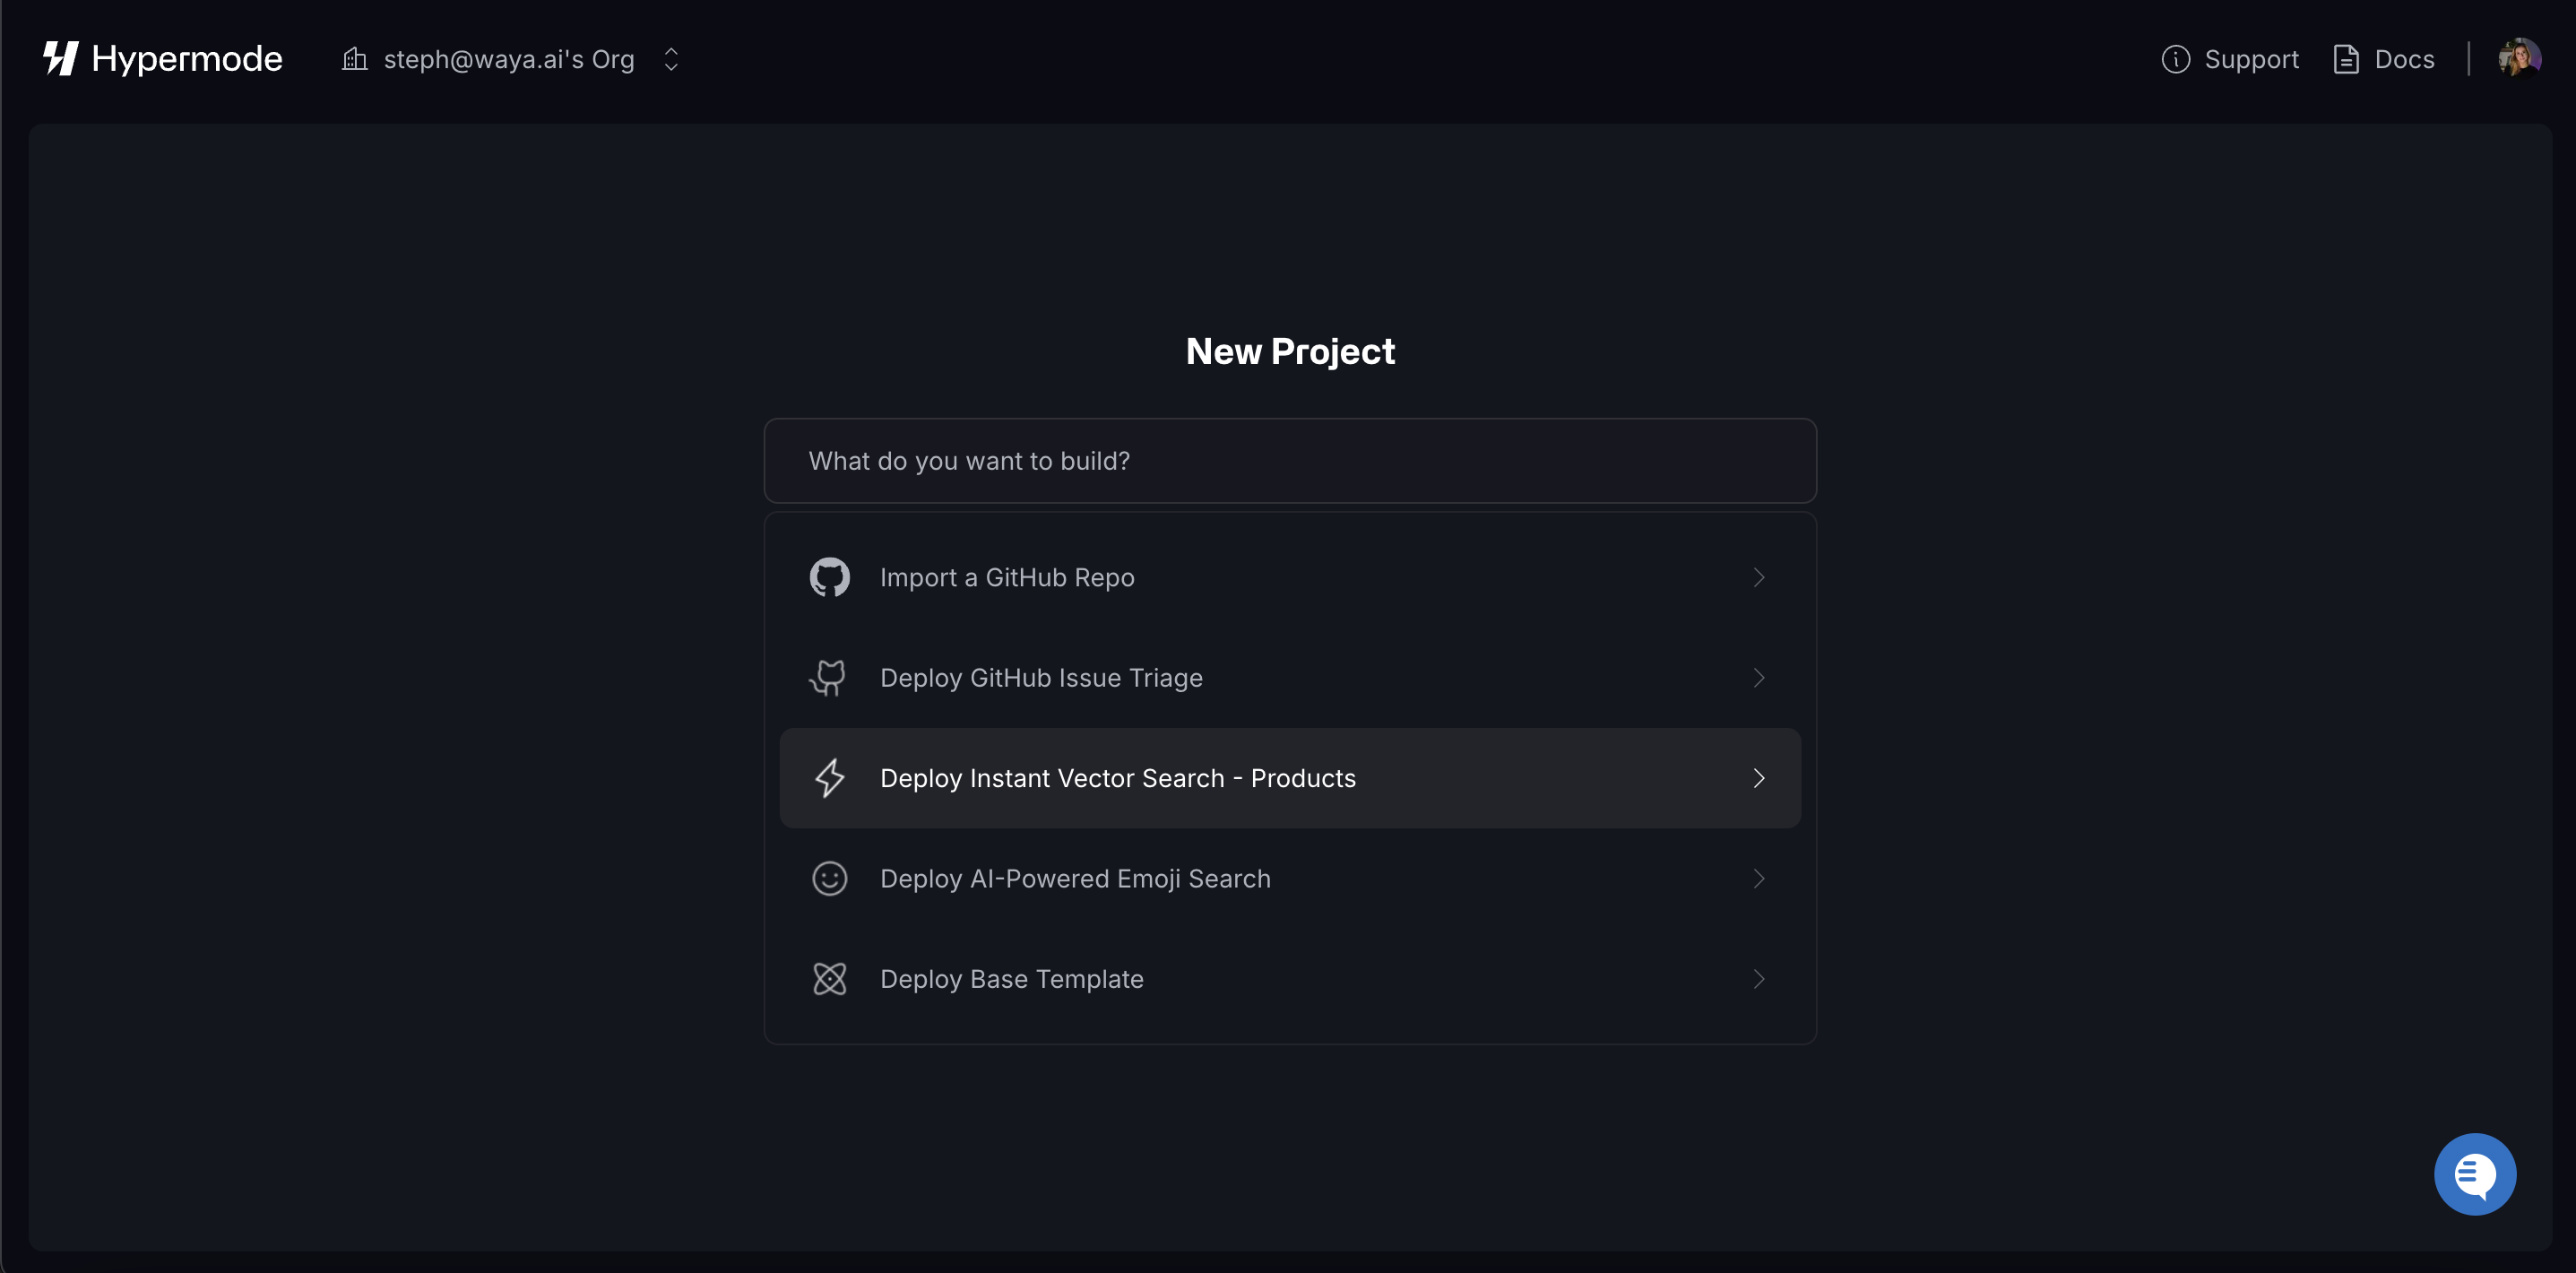 Hypermode
steph@waya.ai's Org
Support
Docs
New Project
What do you want to build?
Import a GitHub Repo
Deploy GitHub Issue Triage
Deploy Instant Vector Search - Products
Deploy AI-Powered Emoji Search
Deploy Base Template